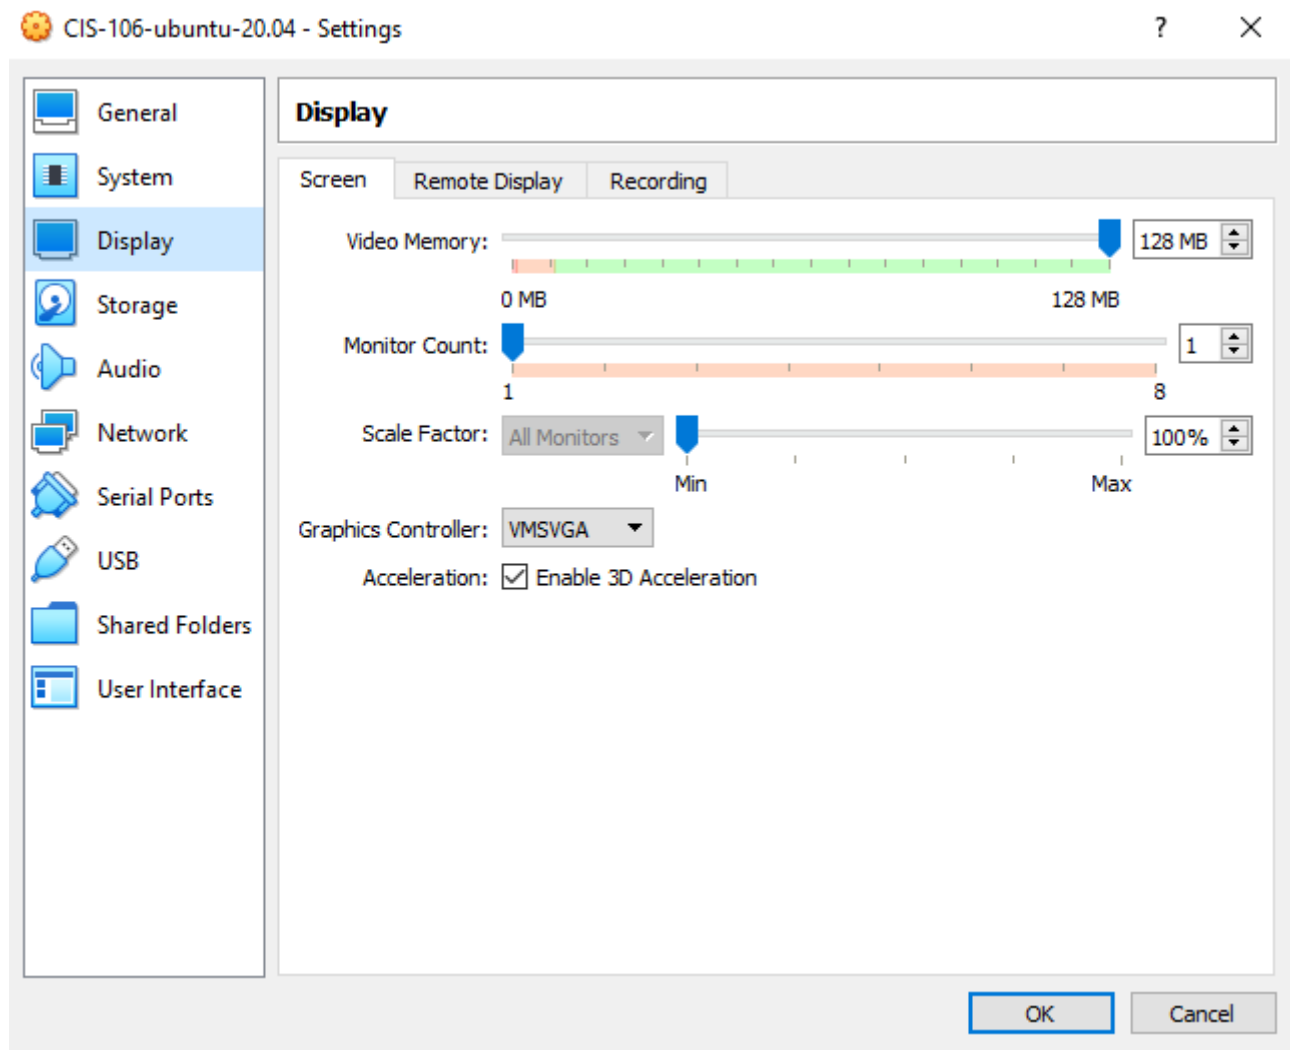 CIS-106-ubuntu-20.04 - Settings
?
General
System
Display
Storage
Audio
Network
Serial Ports
USB
Shared Folders
User Interface
Display
Screen
Remote Display
Recording
Video Memory:
128 MB
0 MB
128 MB
Monitor Count:
1
1
8
Scale Factor:
All Monitors
100%
Min
Max
Graphics Controller:
VMSVGA
Acceleration:
Enable 3D Acceleration
OK
Cancel